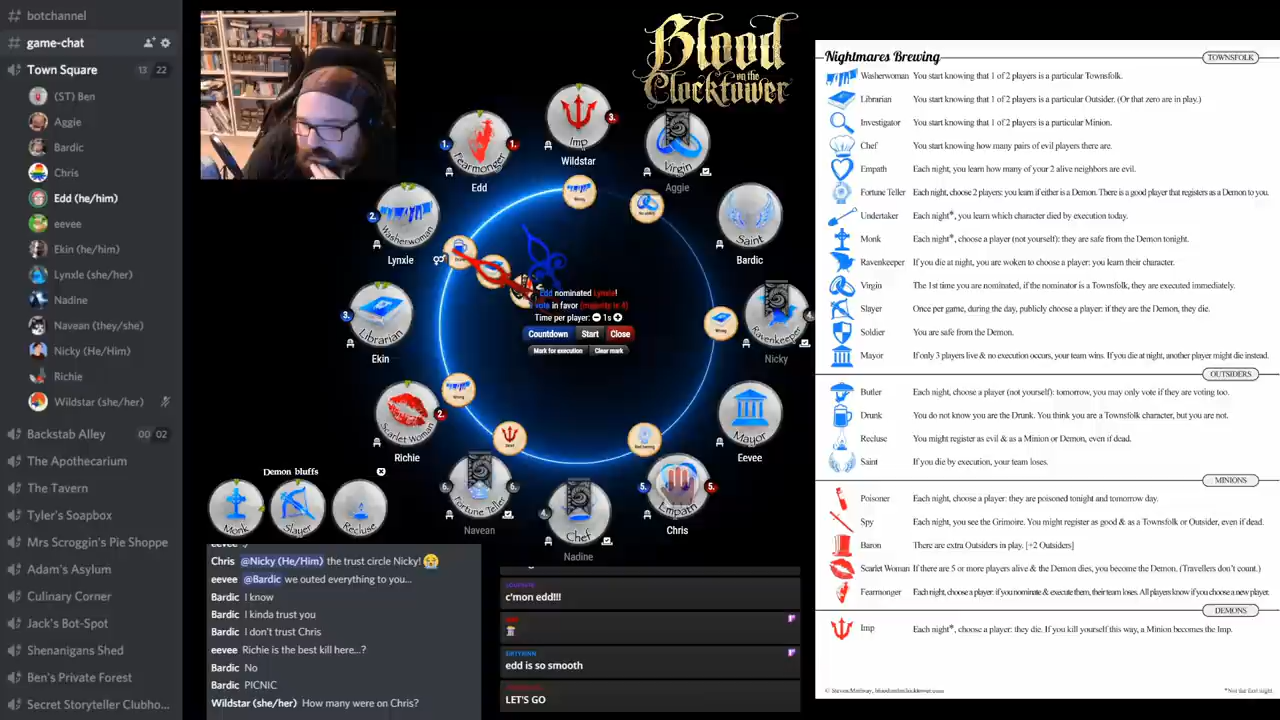 botchannel
game-chat
Town Square
13 22
(ST) Ben
Aggie
Bardic
Chris
Edd (he/him)
eevee
Ekin (he/him)
Lynxle (she/her)
Nadine
Navean (they/she)
Nicky (He/Him)
Richie
Wildstar (she/her)
Backstab Alley
00 02
The Apothecarium
The Tavern
Tyler's Soapbox
Mrs Scroggin's Pie Shoppe
Adam's Asylum
Culinary Corner
Jack's Bot-Spot
Shenanigans Shed
Ben's Private Forest
Secret Storyteller Clubho...
Blood
on the
Clocktower
Fearmonger
1.
1.
Edd
Imp
3.
Wildstar
Virgin
Aggie
Saint
Bardic
Ravenkeeper
Nicky
Mayor
Eevee
Empath
5.
5.
Chris
Chef
Nadine
Fortune Teller
6.
6.
Navean
Scarlet Woman
2.
Richie
Librarian
3.
Ekin
Washerwoman
2.
Lynxle
Wrong
Wrong
Edd nominated Lynxle!
vote in favor (majority is 4)
Time per player: 1s
Countdown
Start
Close
Mark for execution
Clear mark
Demon bluffs
Monk
Slayer
Recluse
Chris @Nicky (He/Him) the trust circle Nicky!
eevee @Bardic we outed everything to you...
Bardic I know
Bardic I kinda trust you
Bardic I don't trust Chris
eevee Richie is the best kill here...?
Bardic No
Bardic PICNIC
Wildstar (she/her) How many were on Chris?
c'mon eddl!!!
edd is so smooth
LET'S GO
Nightmares Brewing
TOWNSFOLK
Washerwoman You start knowing that 1 of 2 players is a particular Townsfolk.
Librarian You start knowing that 1 of 2 players is a particular Outsider. (Or that zero are in play.)
Investigator You start knowing that 1 of 2 players is a particular Minion.
Chef You start knowing how many pairs of evil players there are.
Empath Each night, you learn how many of your 2 alive neighbors are evil.
Fortune Teller Each night, choose 2 players: you learn if either is a Demon. There is a good player that registers as a Demon to you.
Undertaker Each night*, you learn which character died by execution today.
Monk Each night*, choose a player (not yourself): they are safe from the Demon tonight.
Ravenkeeper If you die at night, you are woken to choose a player: you learn their character.
Virgin The 1st time you are nominated, if the nominator is a Townsfolk, they are executed immediately.
Slayer Once per game, during the day, publicly choose a player: if they are the Demon, they die.
Soldier You are safe from the Demon.
Mayor If only 3 players live & no execution occurs, your team wins. If you die at night, another player might die instead.
OUTSIDERS
Butler Each night, choose a player (not yourself): tomorrow, you may only vote if they are voting too.
Drunk You do not know you are the Drunk. You think you are a Townsfolk character, but you are not.
Recluse You might register as evil & as a Minion or Demon, even if dead.
Saint If you die by execution, your team loses.
MINIONS
Poisoner Each night, choose a player: they are poisoned tonight and tomorrow day.
Spy Each night, you see the Grimoire. You might register as good & as a Townsfolk or Outsider, even if dead.
Baron There are extra Outsiders in play. [+2 Outsiders]
Scarlet Woman If there are 5 or more players alive & the Demon dies, you become the Demon. (Travellers don't count.)
Fearmonger Each night, choose a player: if you nominate & execute them, their team loses. All players know if you choose a new player.
DEMONS
Imp Each night*, choose a player: they die. If you kill yourself this way, a Minion becomes the Imp.
*Not the first night